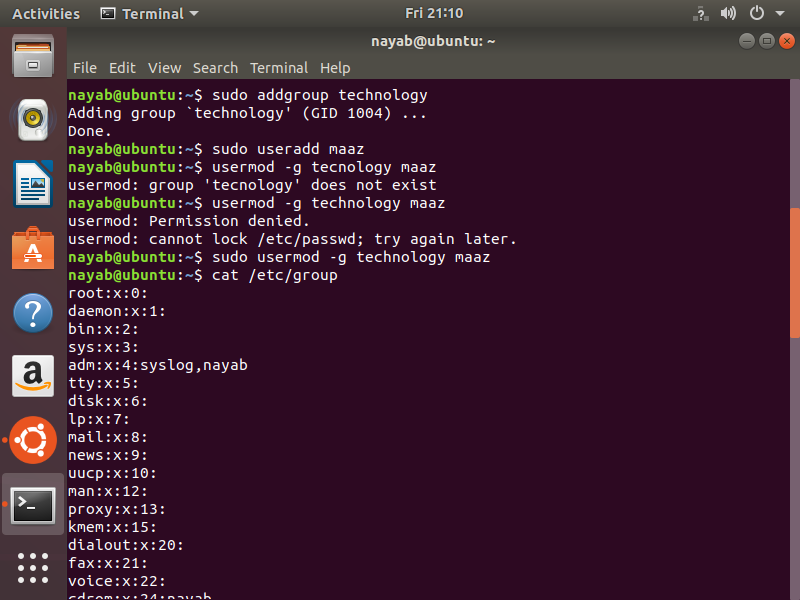 Activities Terminal Fri 21:10
nayab@ubuntu: ~
File Edit View Search Terminal Help
nayab@ubuntu:~$ sudo addgroup technology
Adding group `technology' (GID 1004) ...
Done.
nayab@ubuntu:~$ sudo useradd maaz
nayab@ubuntu:~$ usermod -g tecnology maaz
usermod: group 'tecnology' does not exist
nayab@ubuntu:~$ usermod -g technology maaz
usermod: Permission denied.
usermod: cannot lock /etc/passwd; try again later.
nayab@ubuntu:~$ sudo usermod -g technology maaz
nayab@ubuntu:~$ cat /etc/group
root:x:0:
daemon:x:1:
bin:x:2:
sys:x:3:
adm:x:4:syslog,nayab
tty:x:5:
disk:x:6:
lp:x:7:
mail:x:8:
news:x:9:
uucp:x:10:
man:x:12:
proxy:x:13:
kmem:x:15:
dialout:x:20:
fax:x:21:
voice:x:22:
cdrom:x:24:nayab